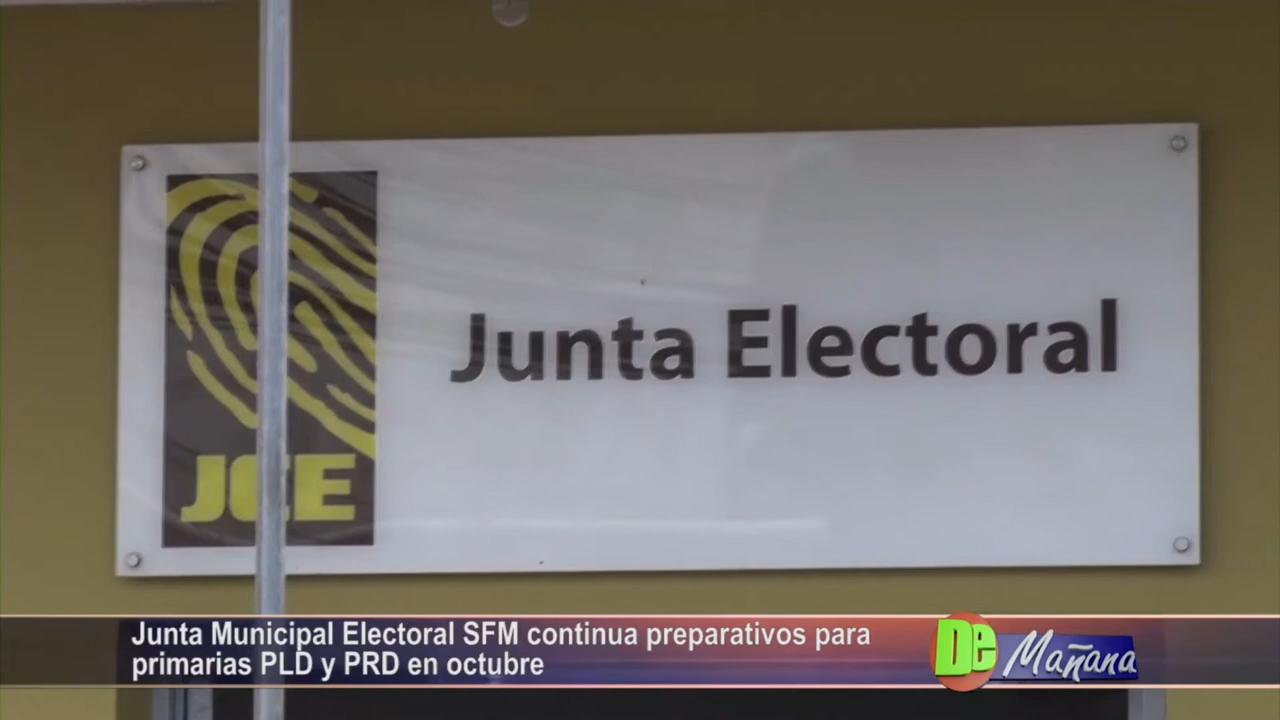 JCE
Junta Electoral
Junta Municipal Electoral SFM continua preparativos para
primarias PLD y PRD en octubre
De Mañana